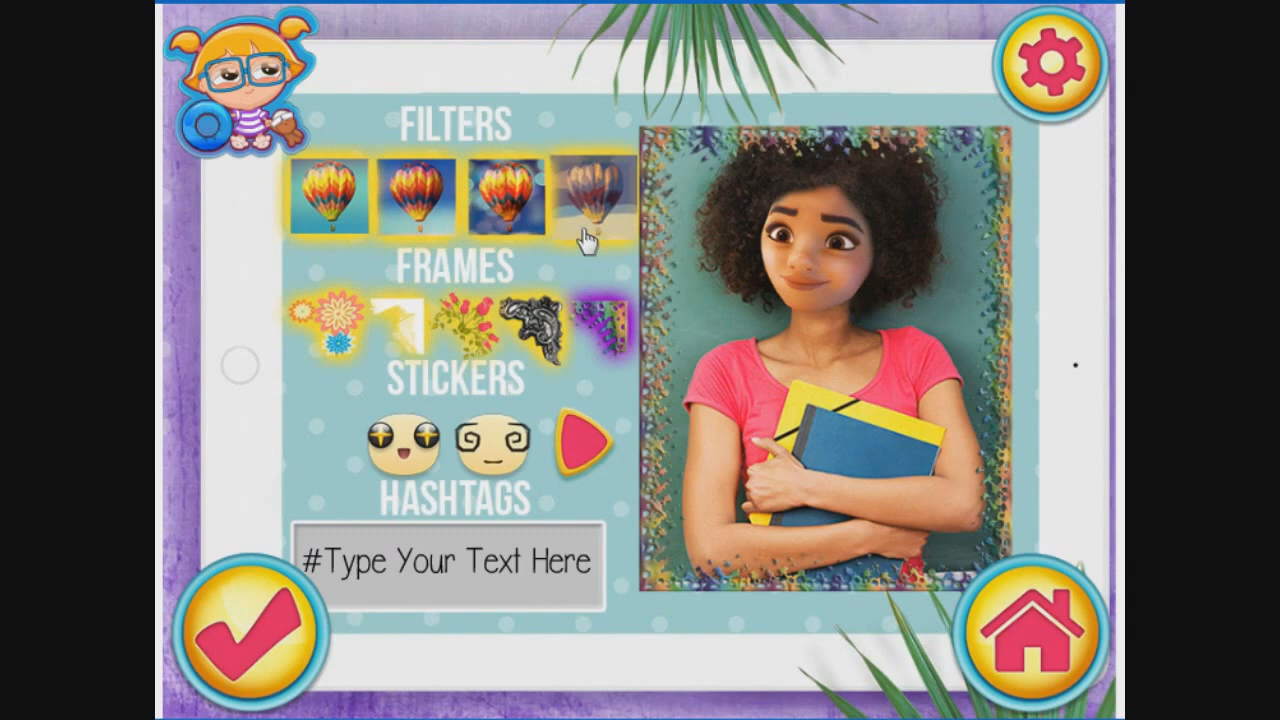 FILTERS
FRAMES
STICKERS
HASHTAGS
#Type Your Text Here